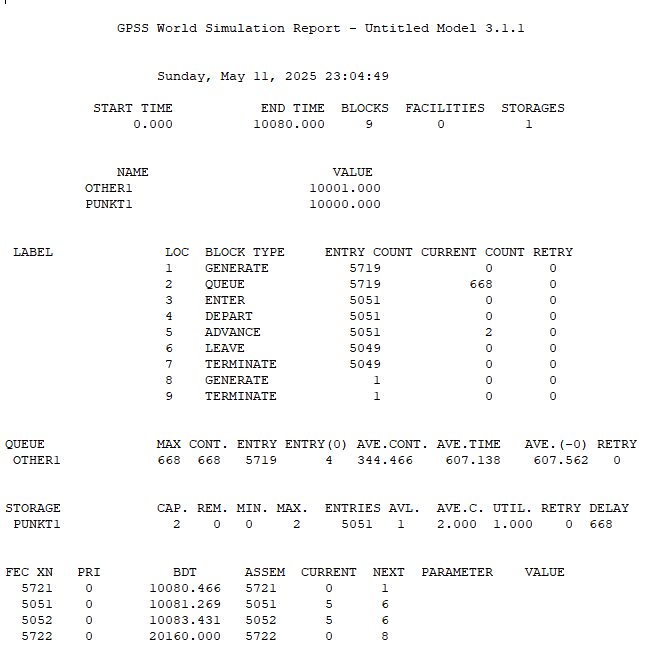 GPSS World Simulation Report - Untitled Model 3.1.1
Sunday, May 11, 2025 23:04:49
START TIME END TIME BLOCKS FACILITIES STORAGES
0.000 10080.000 9 0 1
NAME VALUE
OTHER1 10001.000
PUNKT1 10000.000
LABEL LOC BLOCK TYPE ENTRY COUNT CURRENT COUNT RETRY
1 GENERATE 5719 0 0
2 QUEUE 5719 668 0
3 ENTER 5051 0 0
4 DEPART 5051 0 0
5 ADVANCE 5051 2 0
6 LEAVE 5049 0 0
7 TERMINATE 5049 0 0
8 GENERATE 1 0 0
9 TERMINATE 1 0 0
QUEUE MAX CONT. ENTRY ENTRY(0) AVE.CONT. AVE.TIME AVE.(-0) RETRY
OTHER1 668 668 5719 4 344.466 607.138 607.562 0
STORAGE CAP. REM. MIN. MAX. ENTRIES AVL. AVE.C. UTIL. RETRY DELAY
PUNKT1 2 0 0 2 5051 1 2.000 1.000 0 668
FEC XN PRI BDT ASSEM CURRENT NEXT PARAMETER VALUE
5721 0 10080.466 5721 0 1
5051 0 10081.269 5051 5 6
5052 0 10083.431 5052 5 6
5722 0 20160.000 5722 0 8